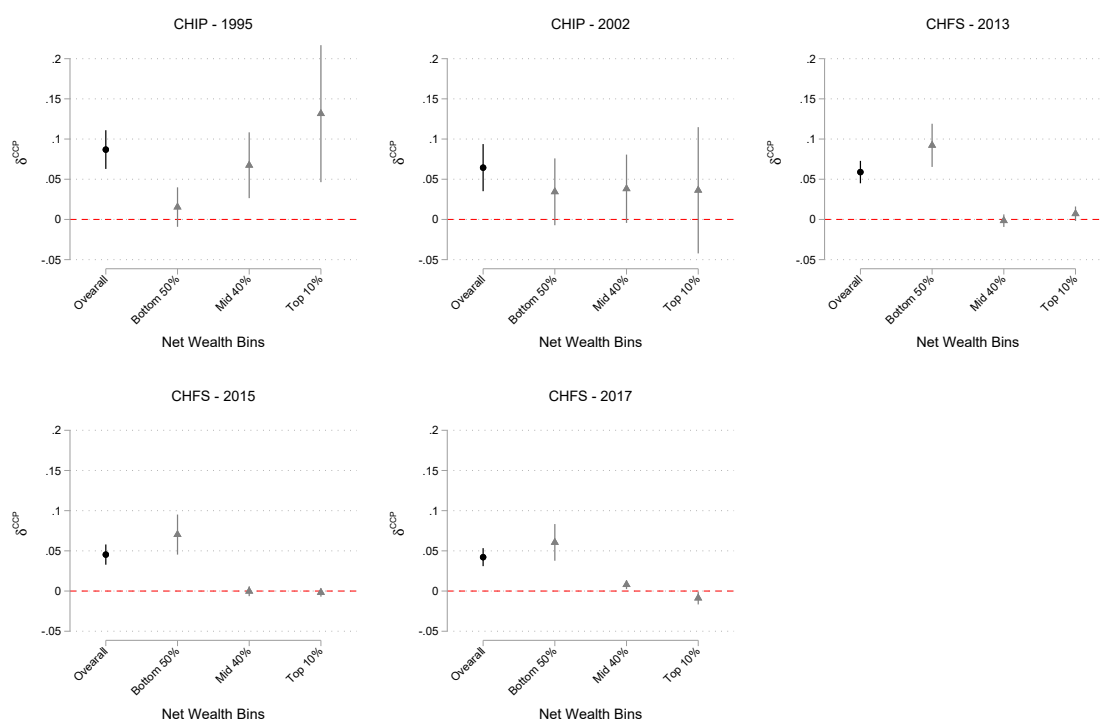 CHIP - 1995
.2
.15
.1
.05
0
-.05
δCCP
Ovearall
Bottom 50%
Mid 40%
Top 10%
Net Wealth Bins
CHIP - 2002
.2
.15
.1
.05
0
-.05
δCCP
Ovearall
Bottom 50%
Mid 40%
Top 10%
Net Wealth Bins
CHFS - 2013
.2
.15
.1
.05
0
-.05
δCCP
Ovearall
Bottom 50%
Mid 40%
Top 10%
Net Wealth Bins
CHFS - 2015
.2
.15
.1
.05
0
-.05
δCCP
Ovearall
Bottom 50%
Mid 40%
Top 10%
Net Wealth Bins
CHFS - 2017
.2
.15
.1
.05
0
-.05
δCCP
Ovearall
Bottom 50%
Mid 40%
Top 10%
Net Wealth Bins